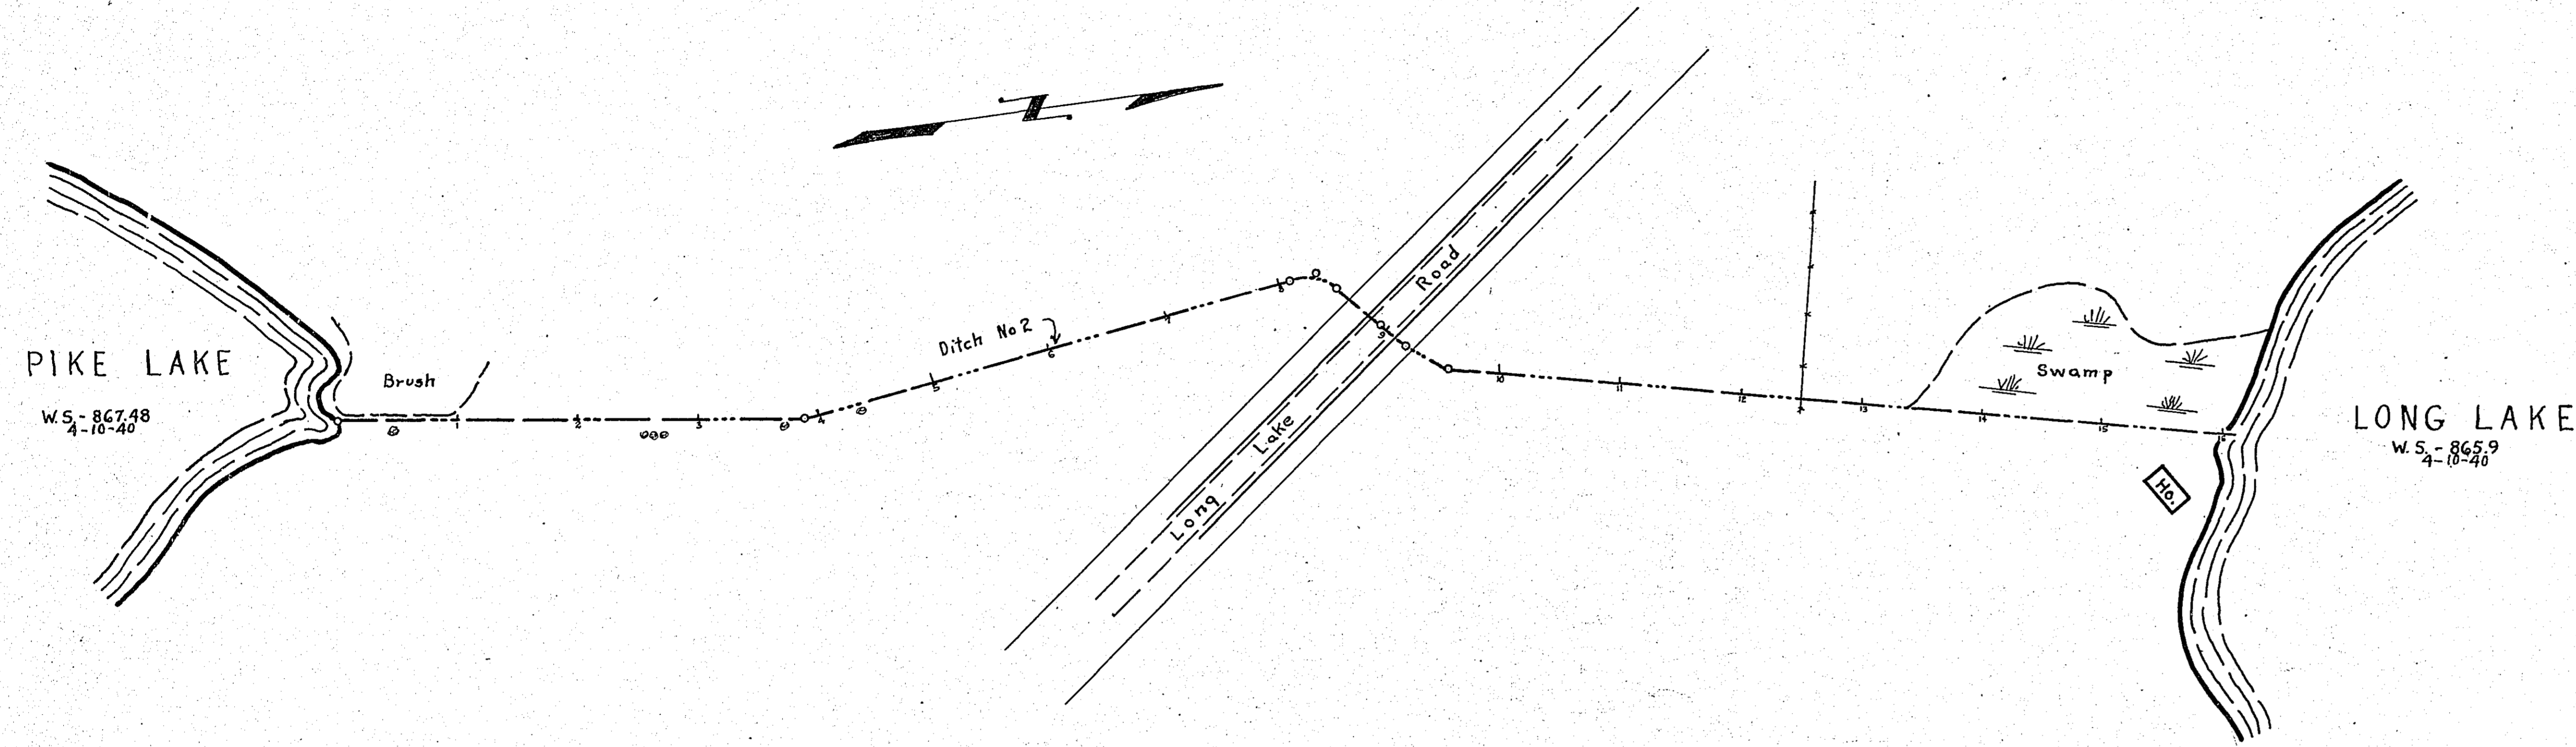 PIKE LAKE
W.S.-867.48
4-10-40
Brush
Ditch No 2
Long Lake Road
Swamp
Ho.
LONG LAKE
W.S.-865.9
4-10-40
1
2
3
4
5
6
7
8
9
10
11
12
13
14
15
16